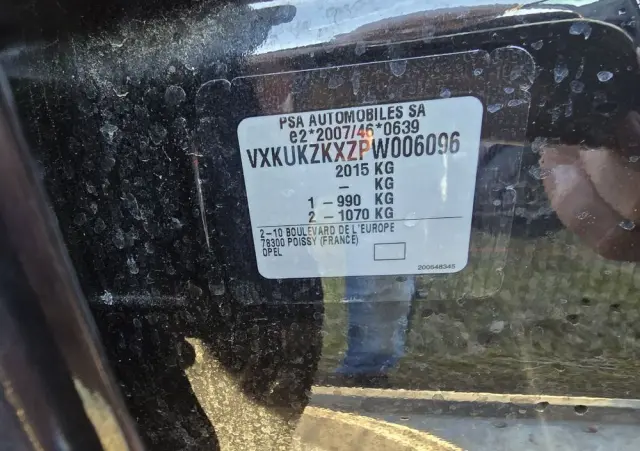 PSA AUTOMOBILES SA
e2*2007/46*0639
VXKUKZKXZPW006096
2015 KG
– KG
1 – 990 KG
2 – 1070 KG
2–10 BOULEVARD DE L'EUROPE
78300 POISSY (FRANCE)
OPEL
200648345